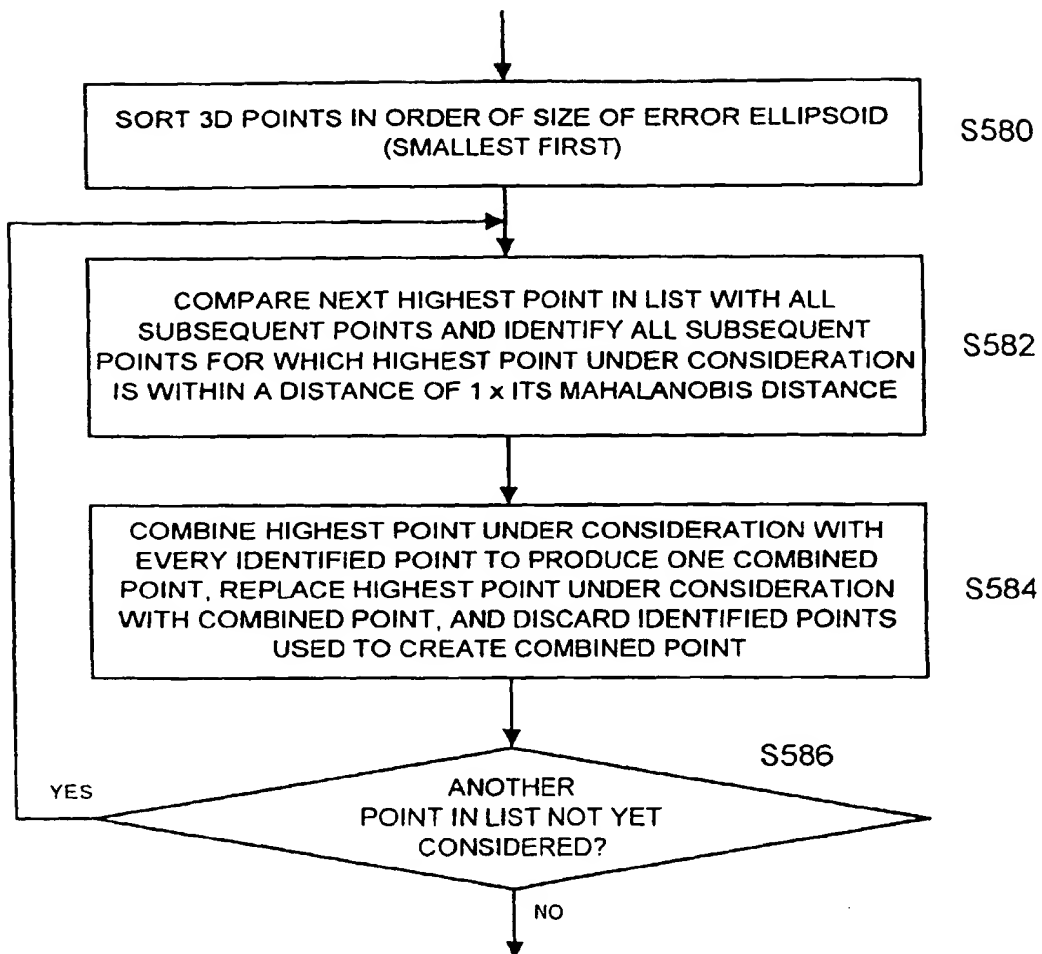 SORT 3D POINTS IN ORDER OF SIZE OF ERROR ELLIPSOID
(SMALLEST FIRST)
S580
COMPARE NEXT HIGHEST POINT IN LIST WITH ALL
SUBSEQUENT POINTS AND IDENTIFY ALL SUBSEQUENT
POINTS FOR WHICH HIGHEST POINT UNDER CONSIDERATION
IS WITHIN A DISTANCE OF 1 x ITS MAHALANOBIS DISTANCE
S582
COMBINE HIGHEST POINT UNDER CONSIDERATION WITH
EVERY IDENTIFIED POINT TO PRODUCE ONE COMBINED
POINT, REPLACE HIGHEST POINT UNDER CONSIDERATION
WITH COMBINED POINT, AND DISCARD IDENTIFIED POINTS
USED TO CREATE COMBINED POINT
S584
S586
YES
ANOTHER
POINT IN LIST NOT YET
CONSIDERED?
NO